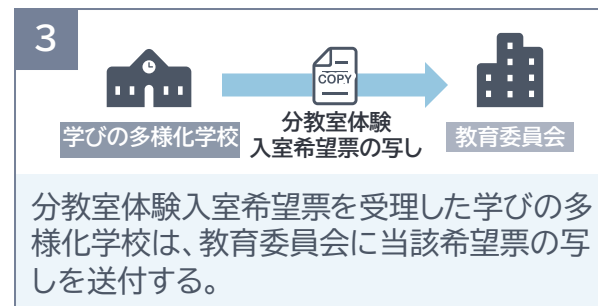 3
COPY
学びの多様化学校
分教室体験
入室希望票の写し
教育委員会
分教室体験入室希望票を受理した学びの多
様化学校は、教育委員会に当該希望票の写
しを送付する。